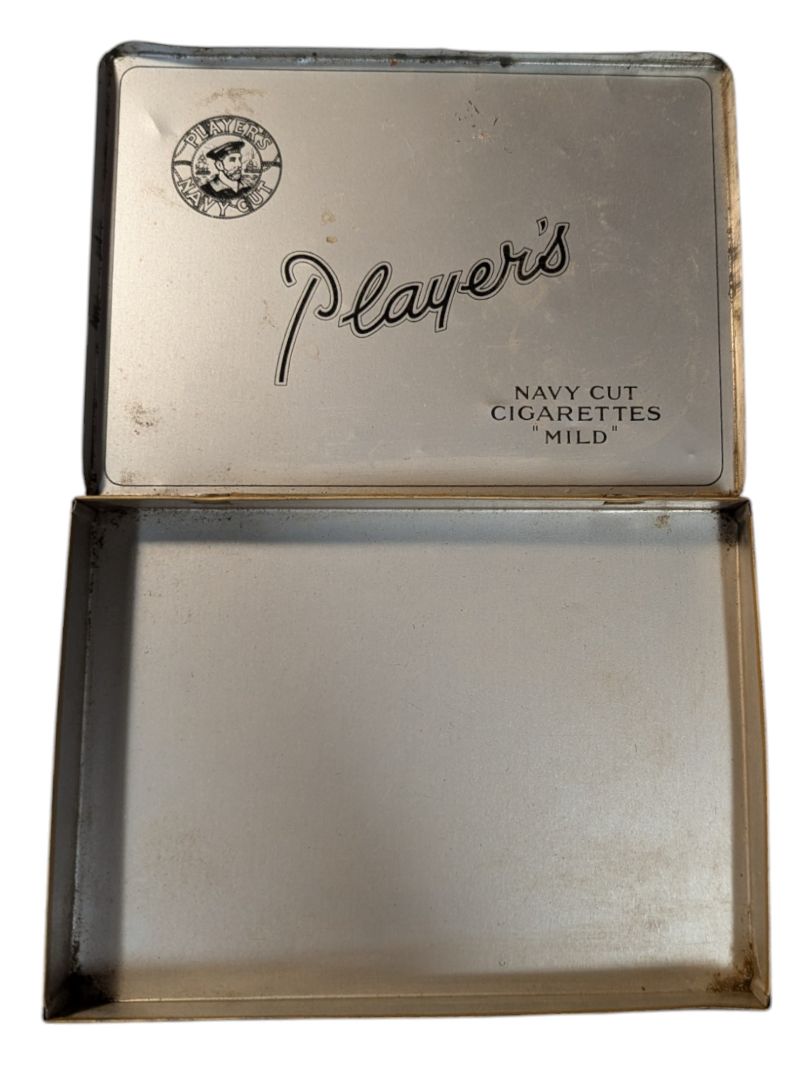 PLAYER'S
NAVY CUT
Player's
NAVY CUT
CIGARETTES
"MILD"